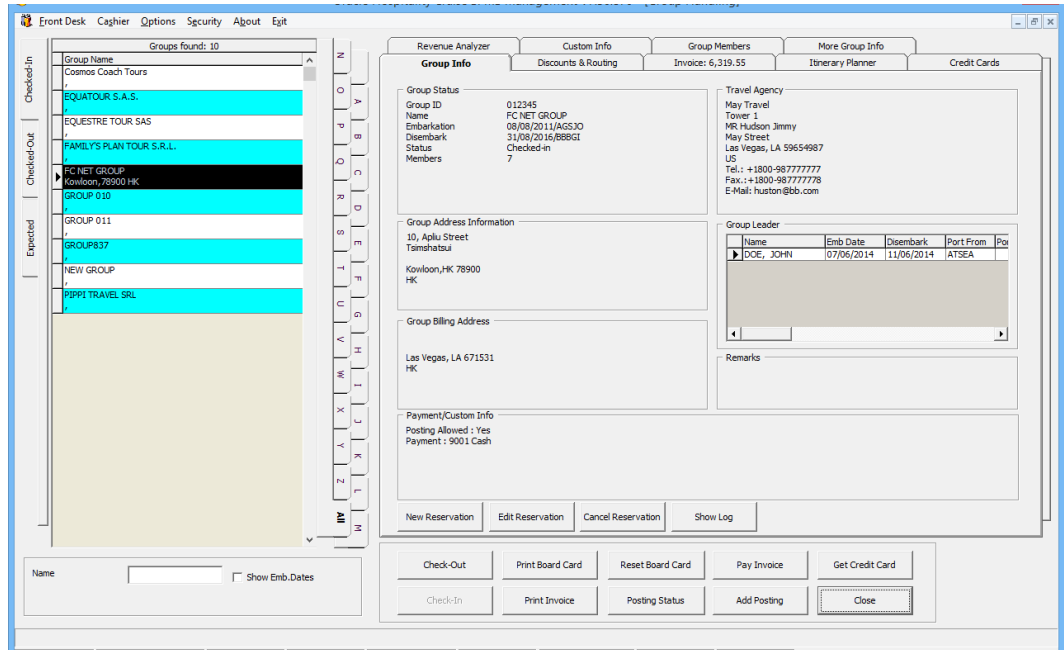 Front Desk Cashier Options Security About Exit
Groups found: 10
Group Name
Cosmos Coach Tours
,
EQUATOUR S.A.S.
,
EQUESTRE TOUR SAS
,
FAMILY'S PLAN TOUR S.R.L.
,
FC NET GROUP
Kowloon,78900 HK
GROUP 010
,
GROUP 011
,
GROUP837
,
NEW GROUP
,
PIPPI TRAVEL SRL
,
Checked-In
Checked-Out
Expected
N
O
P
Q
R
S
T
U
V
W
X
Y
Z
All
A
B
C
D
E
F
G
H
I
J
K
L
M
Name
Show Emb.Dates
Revenue Analyzer Custom Info Group Members More Group Info
Group Info Discounts & Routing Invoice: 6,319.55 Itinerary Planner Credit Cards
Group Status
Group ID 012345
Name FC NET GROUP
Embarkation 08/08/2011/AGSJO
Disembark 31/08/2016/BBBGI
Status Checked-in
Members 7
Travel Agency
May Travel
Tower 1
MR Hudson Jimmy
May Street
Las Vegas, LA 59654987
US
Tel.: +1800-987777777
Fax.:+1800-987777778
E-Mail: huston@bb.com
Group Address Information
10, Apliu Street
Tsimshatsui
Kowloon,HK 78900
HK
Group Leader
Name Emb Date Disembark Port From Por
DOE, JOHN 07/06/2014 11/06/2014 ATSEA
Group Billing Address
Las Vegas, LA 671531
HK
Remarks
Payment/Custom Info
Posting Allowed : Yes
Payment : 9001 Cash
New Reservation Edit Reservation Cancel Reservation Show Log
Check-Out Print Board Card Reset Board Card Pay Invoice Get Credit Card
Check-In Print Invoice Posting Status Add Posting Close